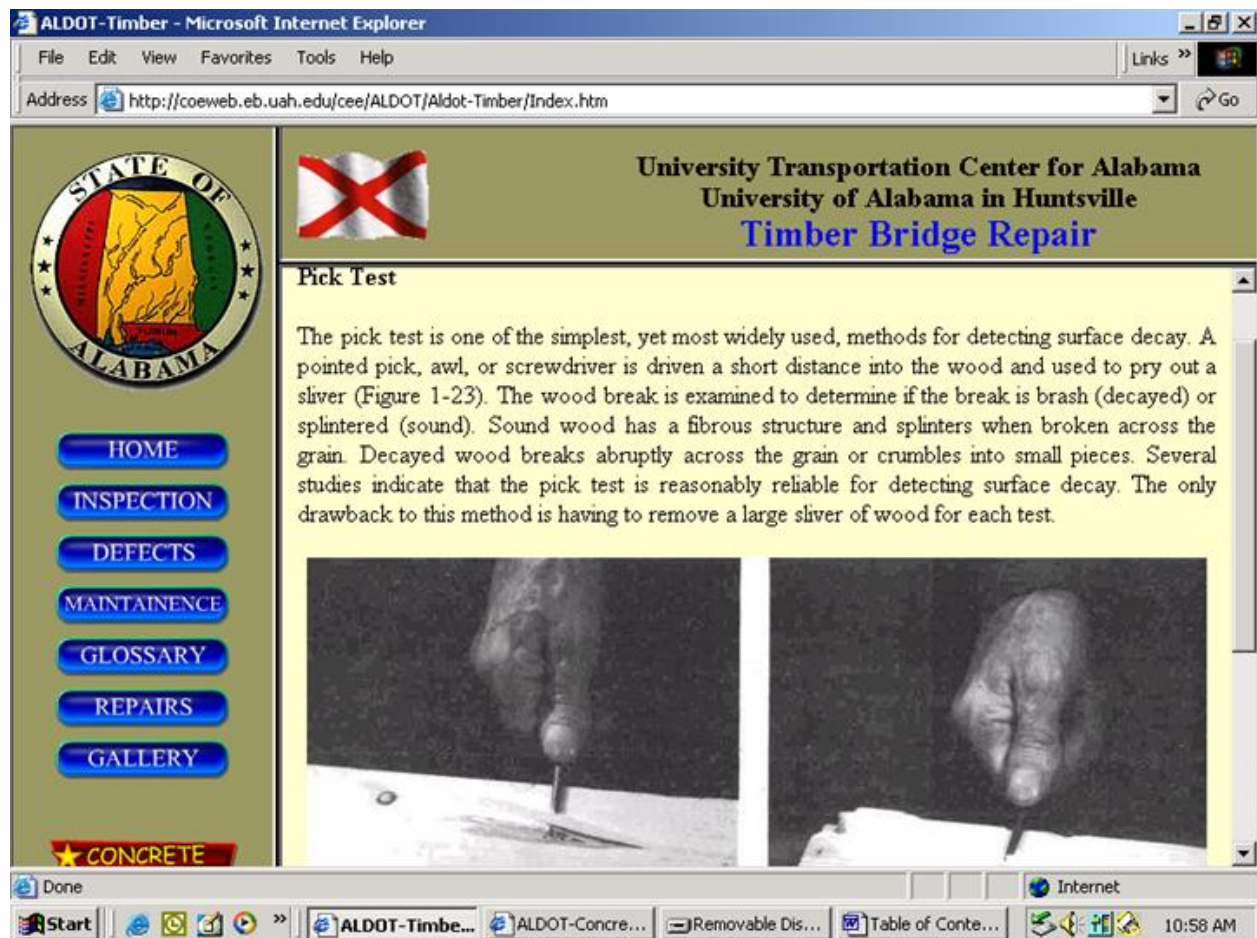 ALDOT-Timber - Microsoft Internet Explorer
File Edit View Favorites Tools Help Links »
Address http://coeweb.eb.uah.edu/cee/ALDOT/Aldot-Timber/Index.htm Go
STATE OF ALABAMA
MISSISSIPPI
GEORGIA
FLORIDA
University Transportation Center for Alabama
University of Alabama in Huntsville
Timber Bridge Repair
HOME
INSPECTION
DEFECTS
MAINTAINENCE
GLOSSARY
REPAIRS
GALLERY
CONCRETE
Pick Test
The pick test is one of the simplest, yet most widely used, methods for detecting surface decay. A
pointed pick, awl, or screwdriver is driven a short distance into the wood and used to pry out a
sliver (Figure 1-23). The wood break is examined to determine if the break is brash (decayed) or
splintered (sound). Sound wood has a fibrous structure and splinters when broken across the
grain. Decayed wood breaks abruptly across the grain or crumbles into small pieces. Several
studies indicate that the pick test is reasonably reliable for detecting surface decay. The only
drawback to this method is having to remove a large sliver of wood for each test.
Done Internet
Start » ALDOT-Timbe... ALDOT-Concre... Removable Dis... Table of Conte... 10:58 AM